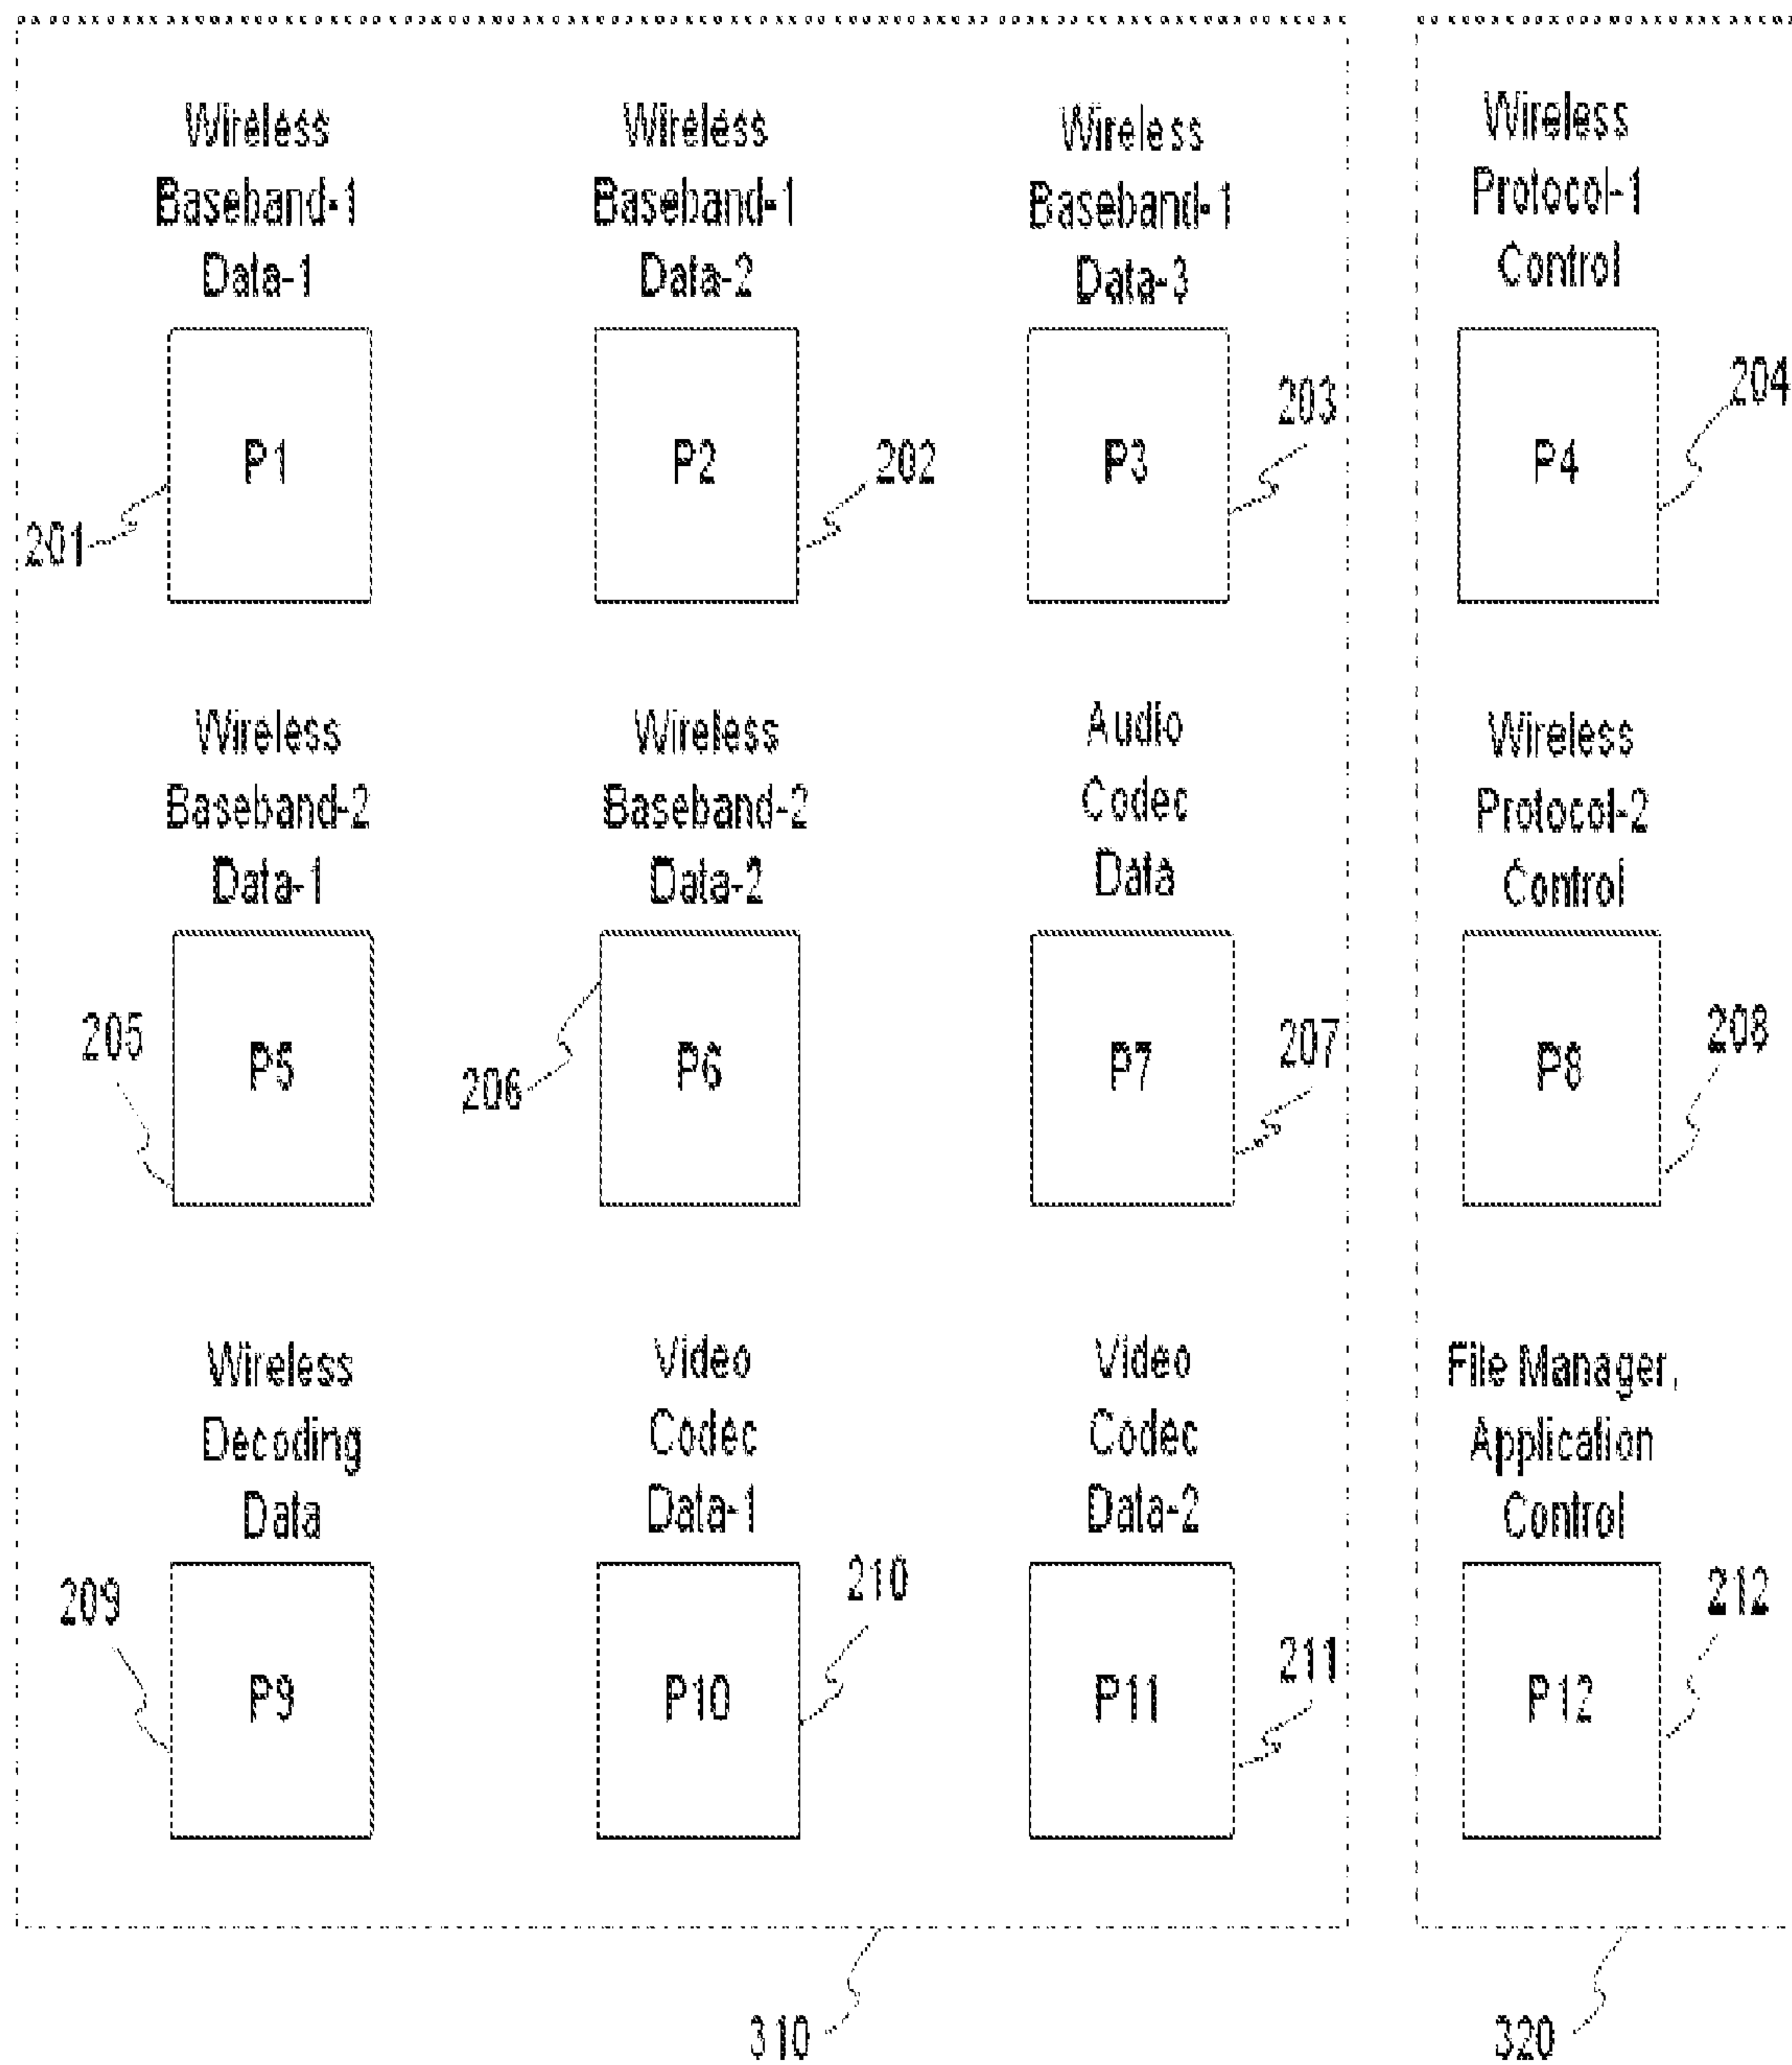 Wireless
Baseband-1
Data-1
Wireless
Baseband-1
Data-2
Wireless
Baseband-1
Data-3
Wireless
Protocol-1
Control
P1
P2
P3
P4
201
202
203
204
Wireless
Baseband-2
Data-1
Wireless
Baseband-2
Data-2
Audio
Codec
Data
Wireless
Protocol-2
Control
P5
P6
P7
P8
205
206
207
208
Wireless
Decoding
Data
Video
Codec
Data-1
Video
Codec
Data-2
File Manager,
Application
Control
P9
P10
P11
P12
209
210
211
212
310
320